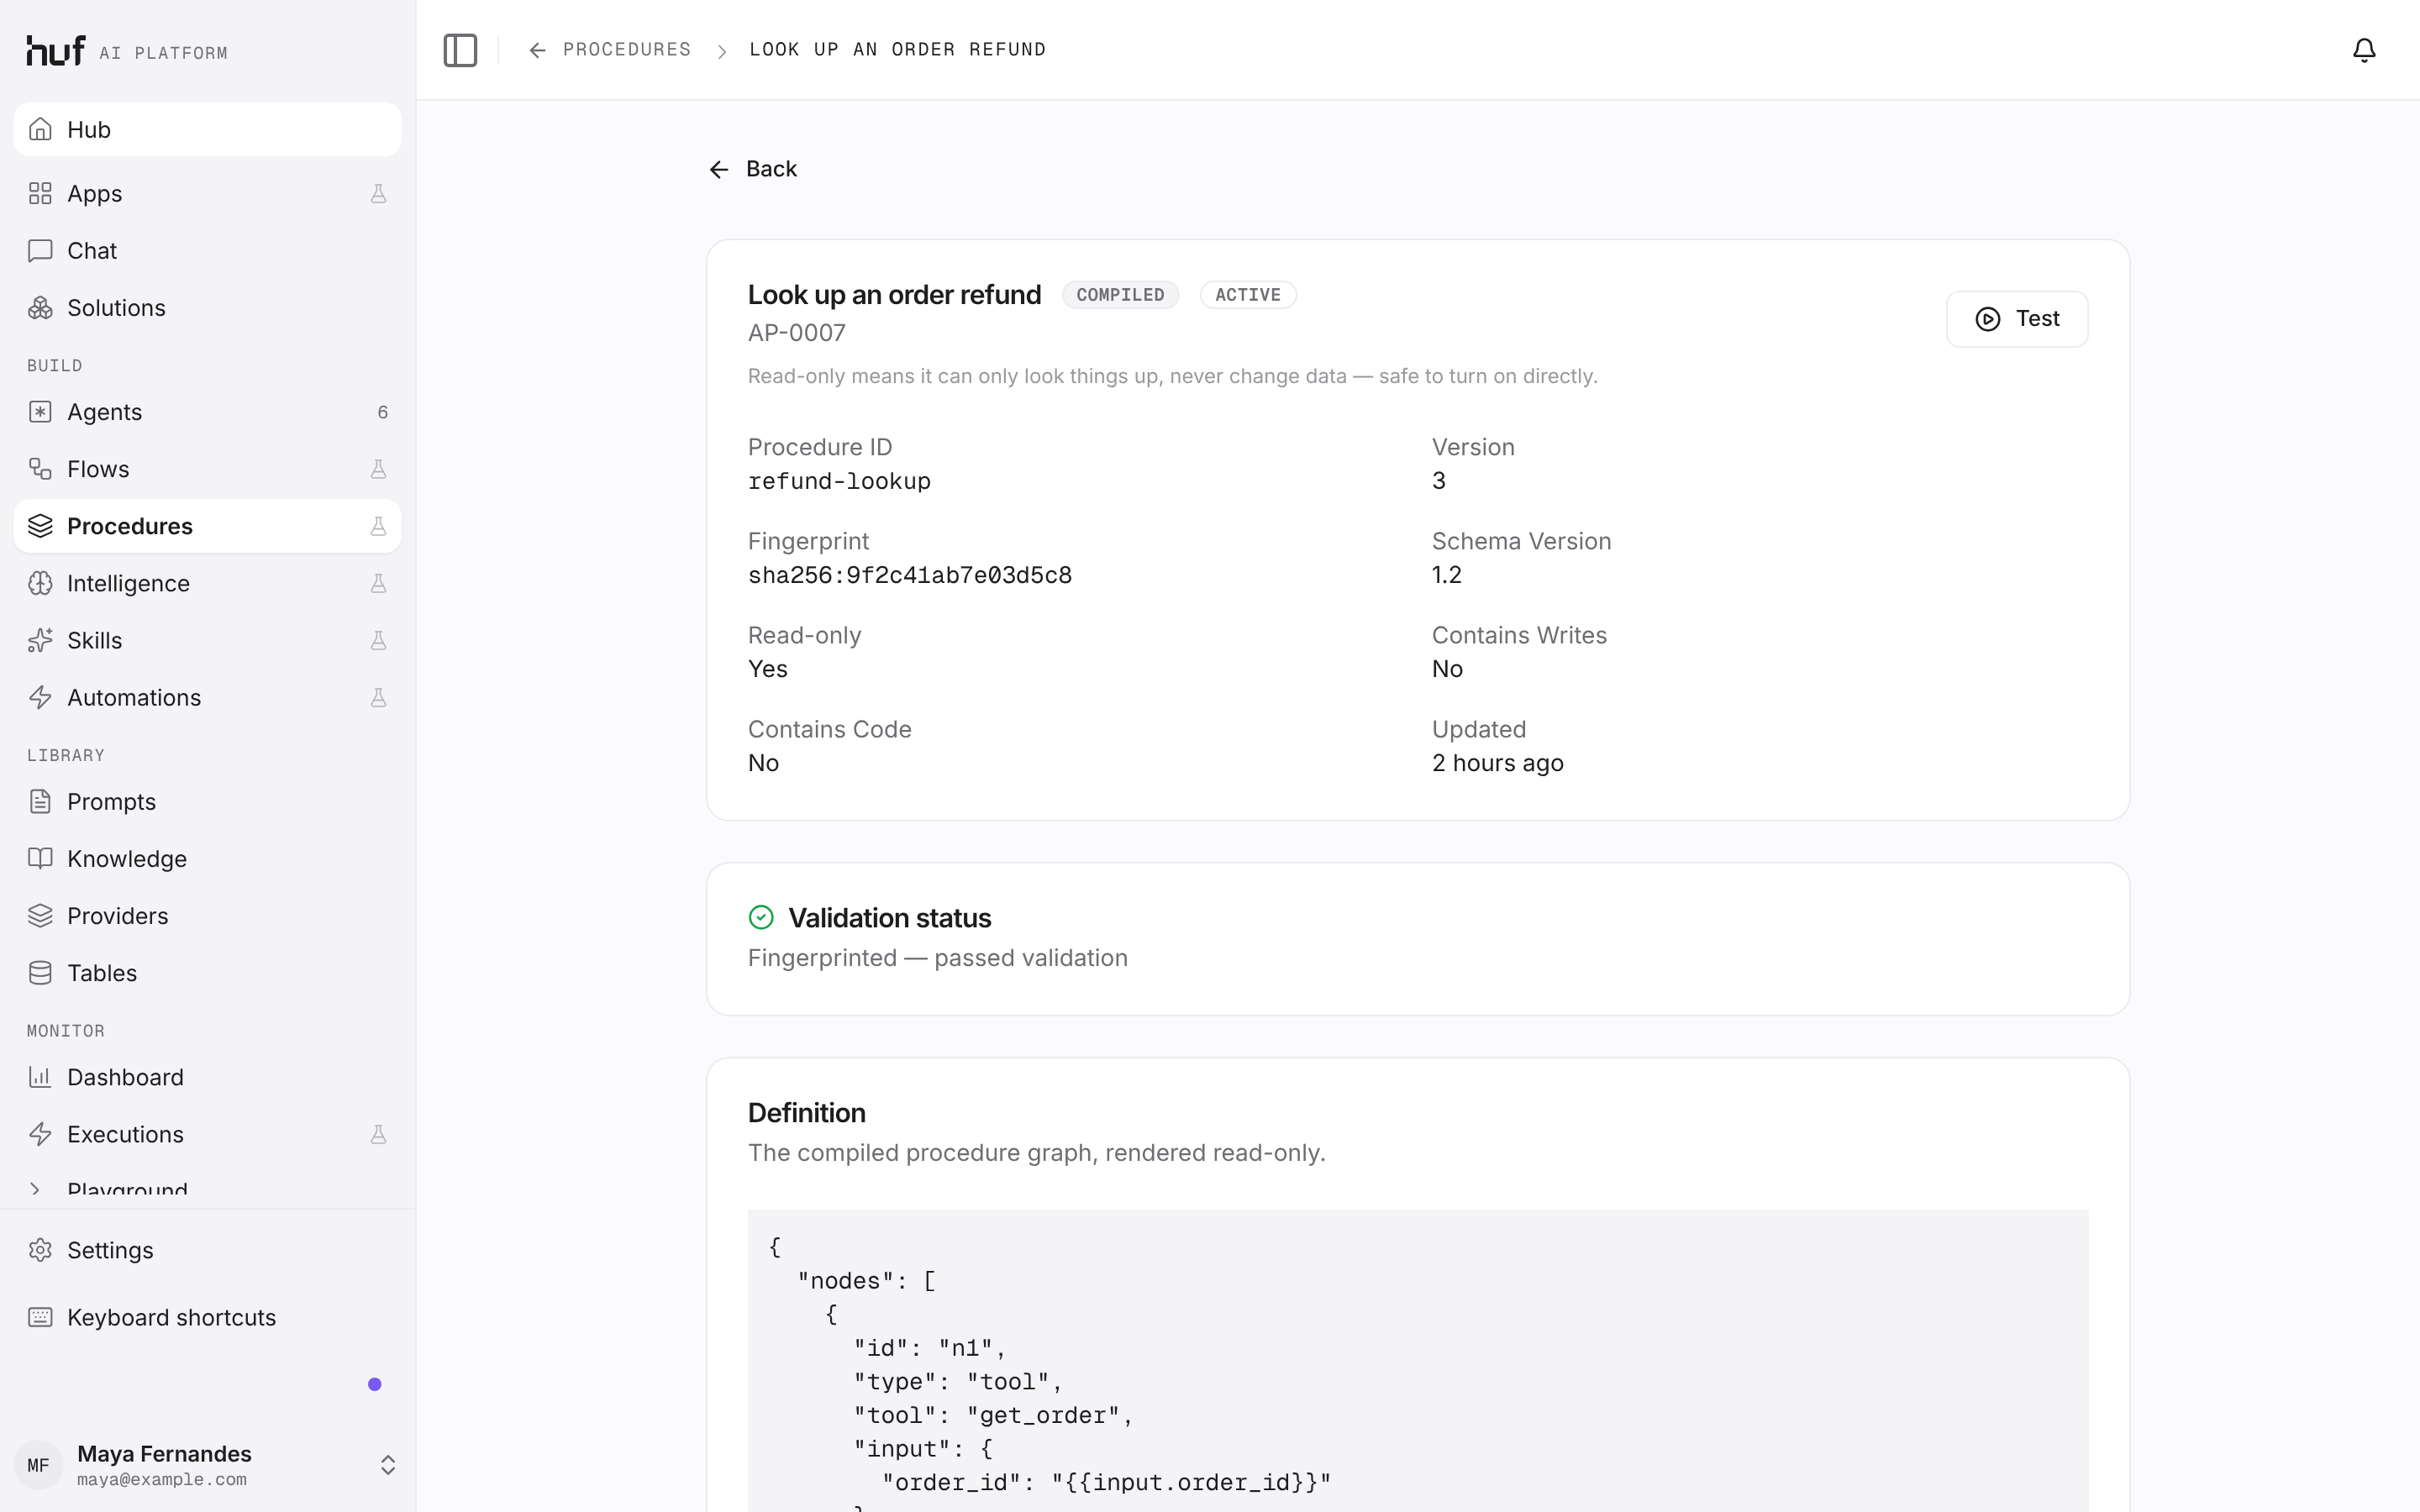 huf AI PLATFORM
Hub
Apps
Chat
Solutions
BUILD
Agents 6
Flows
Procedures
Intelligence
Skills
Automations
LIBRARY
Prompts
Knowledge
Providers
Tables
MONITOR
Dashboard
Executions
Playground
Settings
Keyboard shortcuts
MF
Maya Fernandes
maya@example.com
PROCEDURES LOOK UP AN ORDER REFUND
Back
Look up an order refund COMPILED ACTIVE
AP-0007
Test
Read-only means it can only look things up, never change data — safe to turn on directly.
Procedure ID
refund-lookup
Version
3
Fingerprint
sha256:9f2c41ab7e03d5c8
Schema Version
1.2
Read-only
Yes
Contains Writes
No
Contains Code
No
Updated
2 hours ago
Validation status
Fingerprinted — passed validation
Definition
The compiled procedure graph, rendered read-only.
{
"nodes": [
{
"id": "n1",
"type": "tool",
"tool": "get_order",
"input": {
"order_id": "{{input.order_id}}"
}